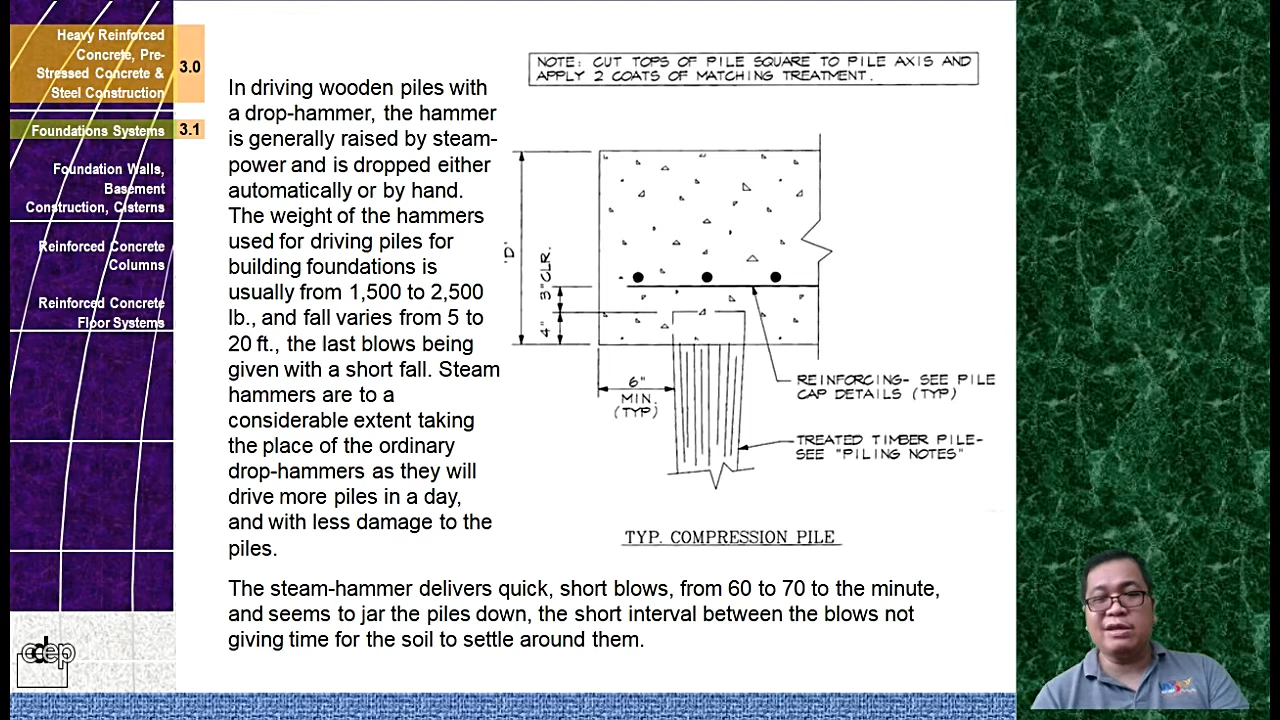 Heavy Reinforced
Concrete, Pre-
Stressed Concrete &
Steel Construction
3.0
Foundations Systems
3.1
Foundation Walls,
Basement
Construction, Cisterns
Reinforced Concrete
Columns
Reinforced Concrete
Floor Systems
In driving wooden piles with
a drop-hammer, the hammer
is generally raised by steam-
power and is dropped either
automatically or by hand.
The weight of the hammers
used for driving piles for
building foundations is
usually from 1,500 to 2,500
lb., and fall varies from 5 to
20 ft., the last blows being
given with a short fall. Steam
hammers are to a
considerable extent taking
the place of the ordinary
drop-hammers as they will
drive more piles in a day,
and with less damage to the
piles.
The steam-hammer delivers quick, short blows, from 60 to 70 to the minute,
and seems to jar the piles down, the short interval between the blows not
giving time for the soil to settle around them.
NOTE: CUT TOPS OF PILE SQUARE TO PILE AXIS AND
APPLY 2 COATS OF MATCHING TREATMENT.
'D'
3" CLR.
4"
6"
MIN.
(TYP)
REINFORCING- SEE PILE
CAP DETAILS (TYP)
TREATED TIMBER PILE-
SEE "PILING NOTES"
TYP. COMPRESSION PILE